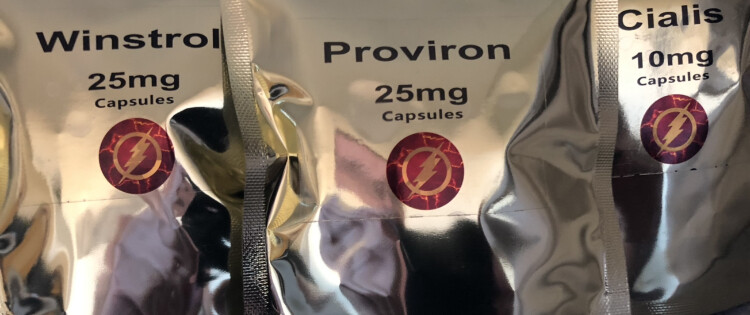 Winstrol
25mg
Capsules
Proviron
25mg
Capsules
Cialis
10mg
Capsules